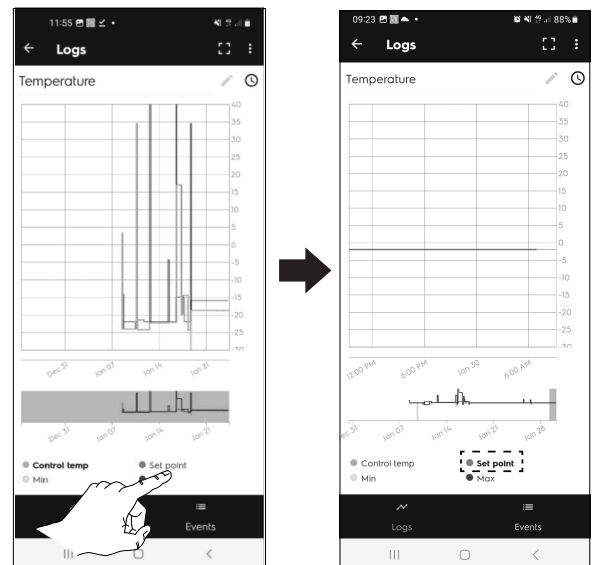 11:55
Logs
Temperature
40
35
30
25
20
15
10
5
0
-5
-10
-15
-20
-25
-30
Dec 31 Jan 07 Jan 14 Jan 21
Dec 31 Jan 07 Jan 14 Jan 21
Control temp Set point
Min
Events
09:23 88%
Logs
Temperature
40
35
30
25
20
15
10
5
0
-5
-10
-15
-20
-25
12:00 PM 6:00 PM Jan 30 6:00 AM
Jan 07 Jan 14 Jan 21 Jan 28
Control temp Set point
Min Max
Logs Events